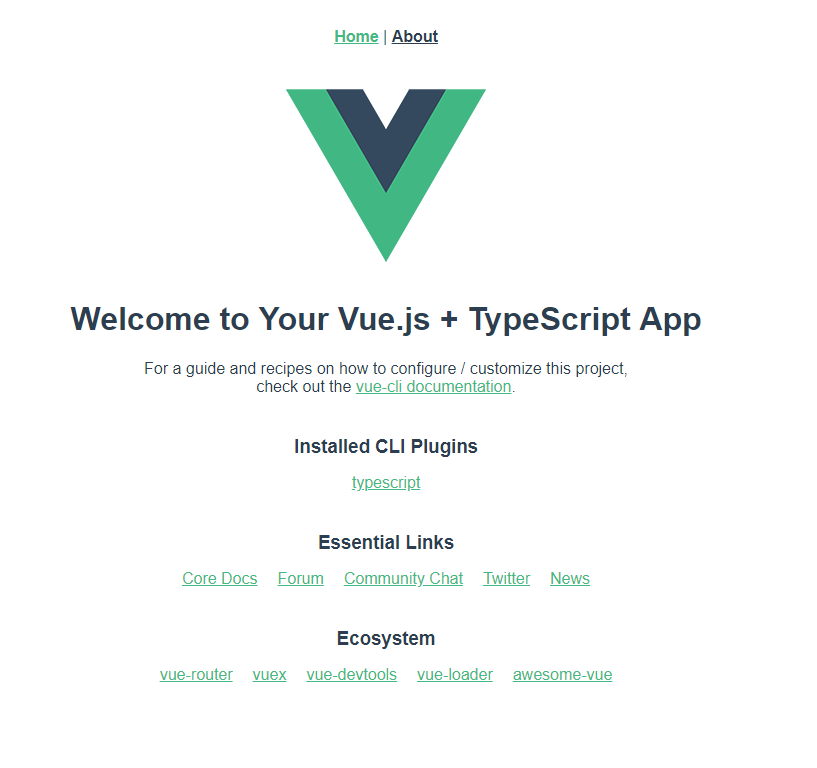 Home | About
Welcome to Your Vue.js + TypeScript App
For a guide and recipes on how to configure / customize this project,
check out the vue-cli documentation.
Installed CLI Plugins
typescript
Essential Links
Core Docs Forum Community Chat Twitter News
Ecosystem
vue-router vuex vue-devtools vue-loader awesome-vue